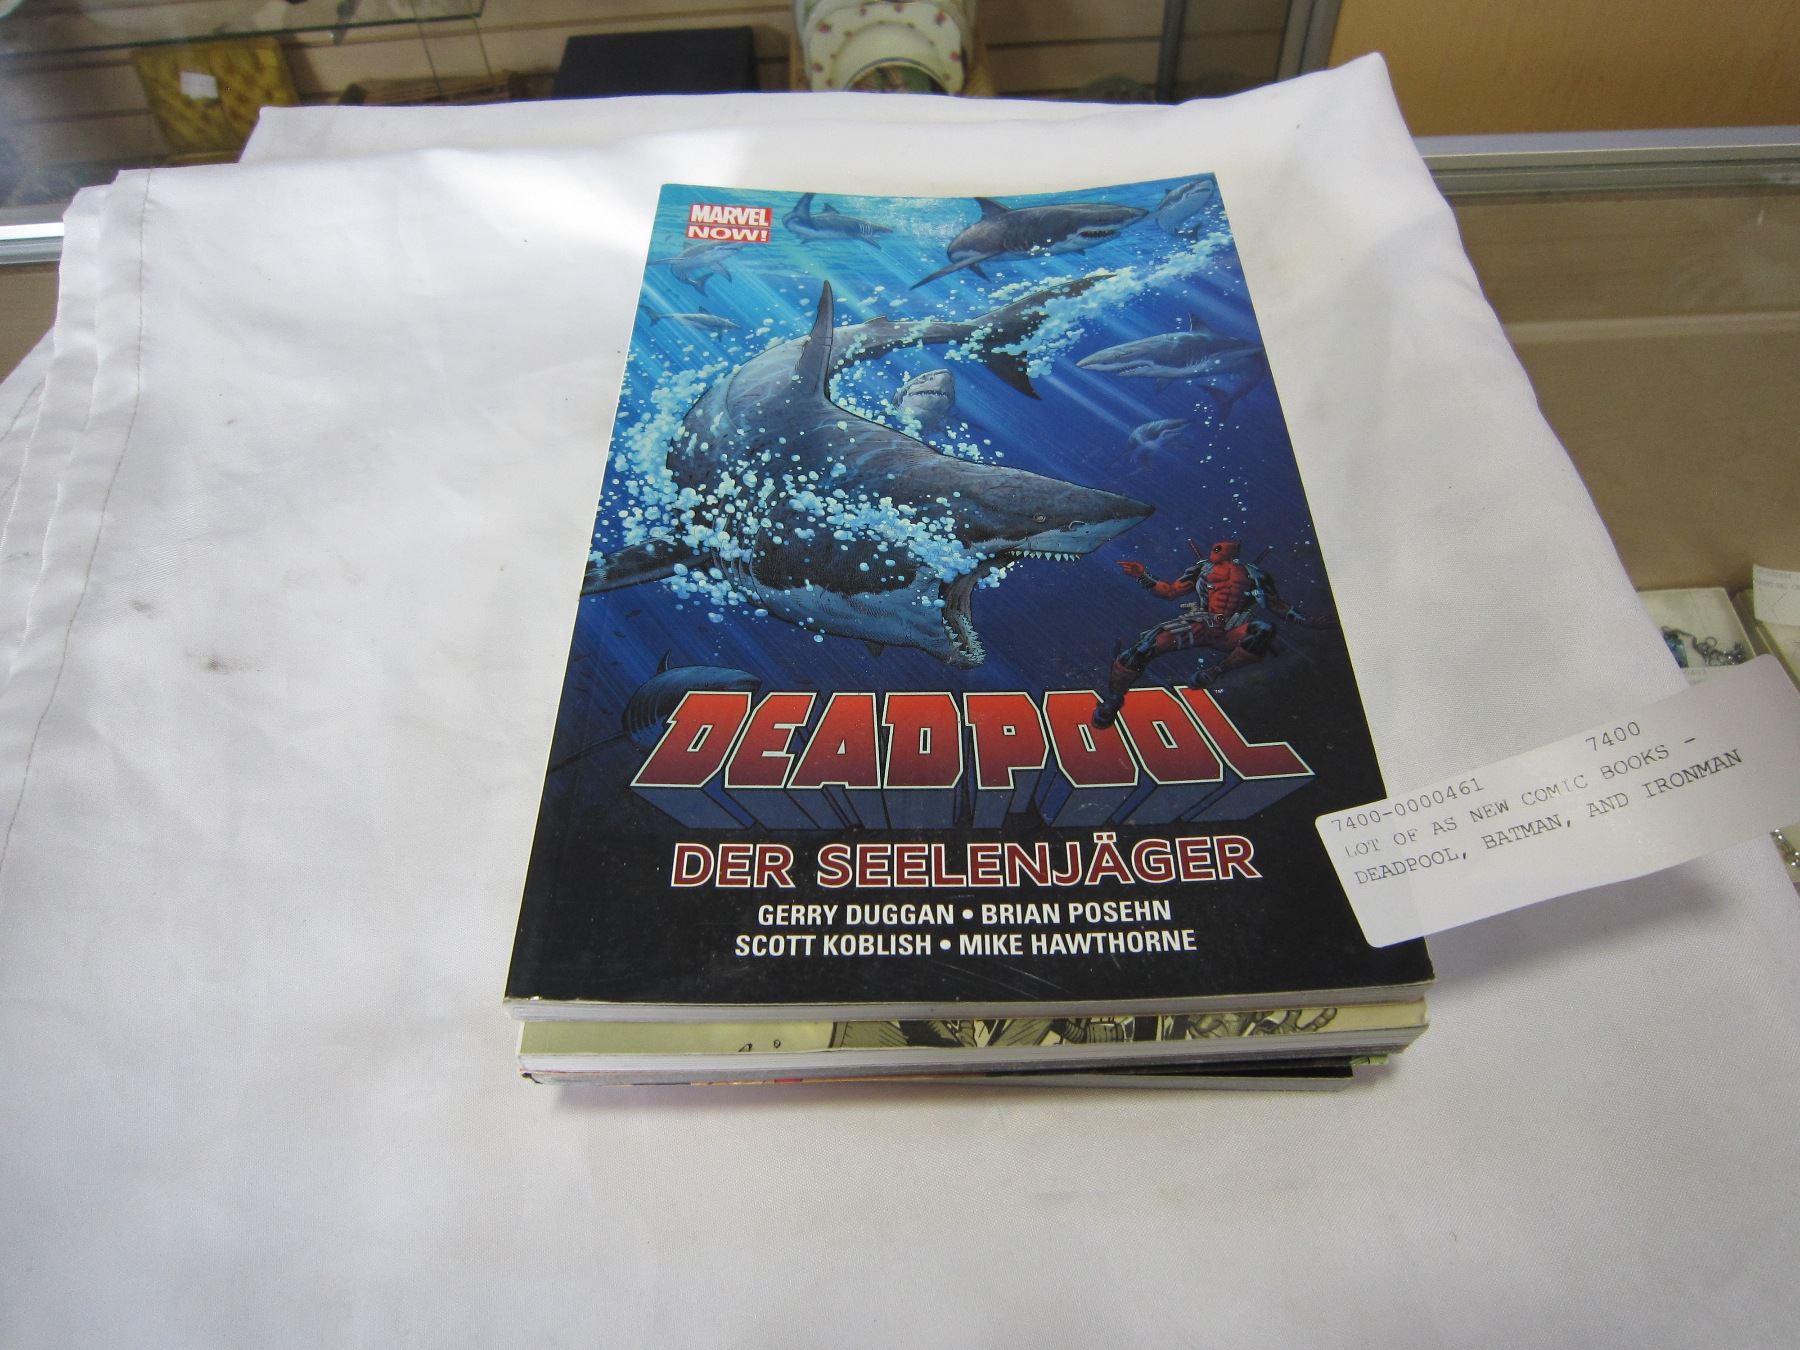 MARVEL
NOW!
DEADPOOL
DER SEELENJÄGER
GERRY DUGGAN • BRIAN POSEHN
SCOTT KOBLISH • MIKE HAWTHORNE
7400
7400-0000461
LOT OF AS NEW COMIC BOOKS -
DEADPOOL, BATMAN, AND IRONMAN